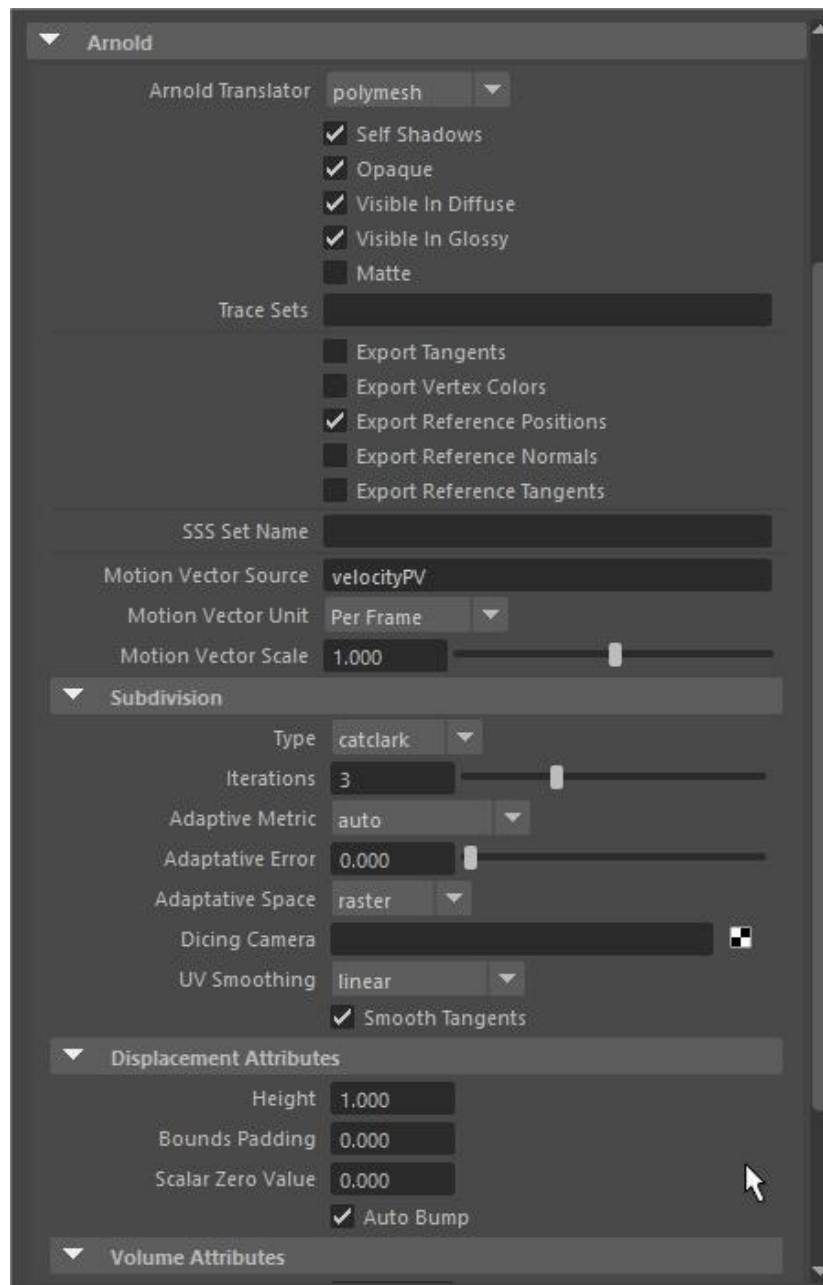 Arnold
Arnold Translator polymesh
Self Shadows
Opaque
Visible In Diffuse
Visible In Glossy
Matte
Trace Sets
Export Tangents
Export Vertex Colors
Export Reference Positions
Export Reference Normals
Export Reference Tangents
SSS Set Name
Motion Vector Source velocityPV
Motion Vector Unit Per Frame
Motion Vector Scale 1.000
Subdivision
Type catclark
Iterations 3
Adaptive Metric auto
Adaptative Error 0.000
Adaptative Space raster
Dicing Camera
UV Smoothing linear
Smooth Tangents
Displacement Attributes
Height 1.000
Bounds Padding 0.000
Scalar Zero Value 0.000
Auto Bump
Volume Attributes